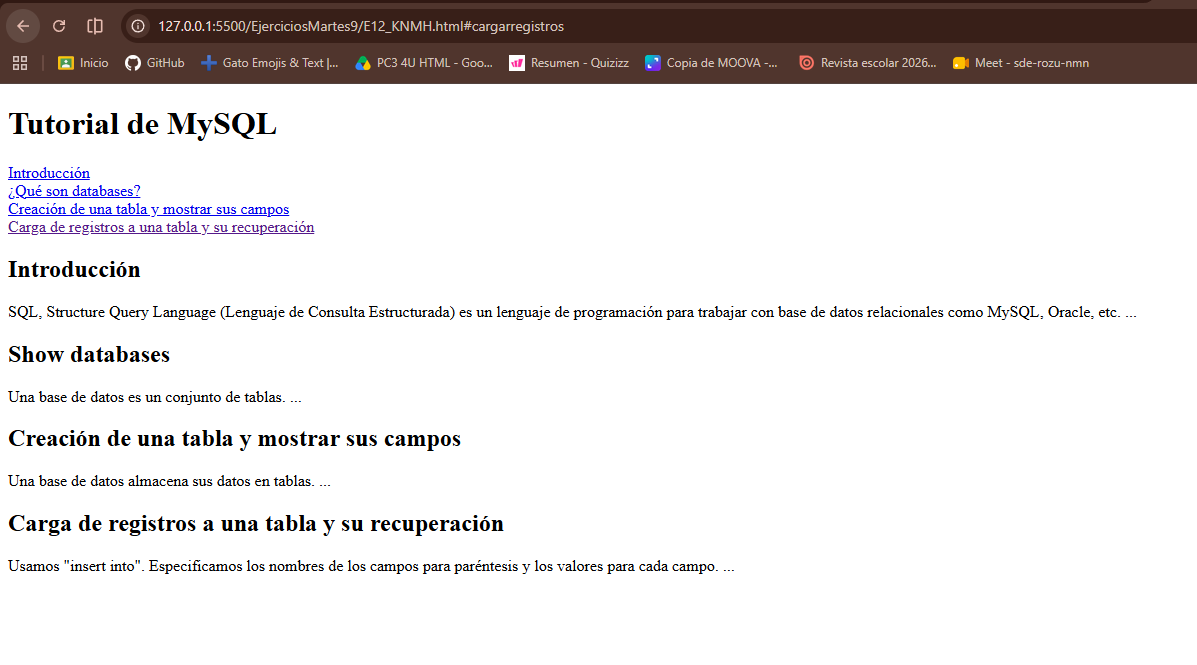 127.0.0.1:5500/EjerciciosMartes9/E12_KNMH.html#cargarregistros
Inicio GitHub Gato Emojis & Text |... PC3 4U HTML - Goo... Resumen - Quizizz Copia de MOOVA -... Revista escolar 2026... Meet - sde-rozu-nmn
Tutorial de MySQL
Introducción
¿Qué son databases?
Creación de una tabla y mostrar sus campos
Carga de registros a una tabla y su recuperación
Introducción
SQL, Structure Query Language (Lenguaje de Consulta Estructurada) es un lenguaje de programación para trabajar con base de datos relacionales como MySQL, Oracle, etc. ...
Show databases
Una base de datos es un conjunto de tablas. ...
Creación de una tabla y mostrar sus campos
Una base de datos almacena sus datos en tablas. ...
Carga de registros a una tabla y su recuperación
Usamos "insert into". Especificamos los nombres de los campos para paréntesis y los valores para cada campo. ...